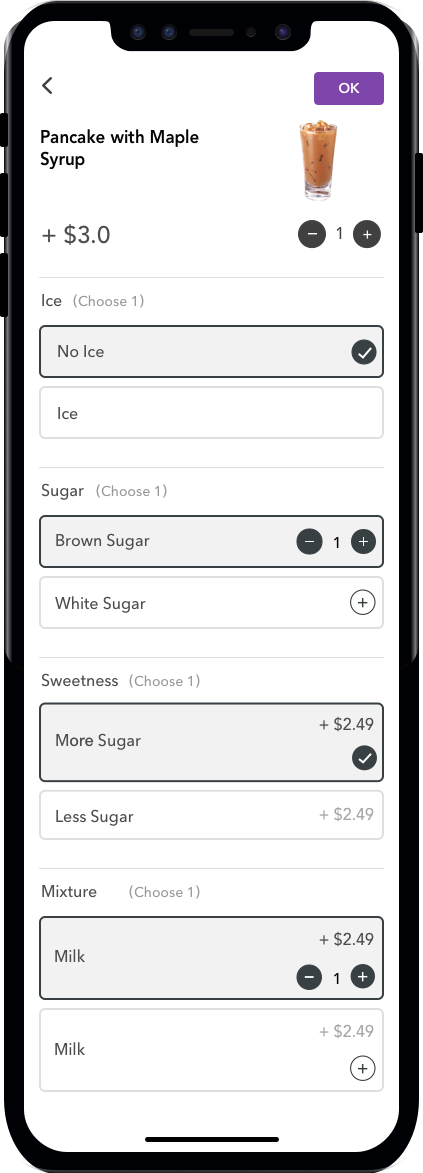 OK
Pancake with Maple
Syrup
+ $3.0
1
Ice (Choose 1)
No Ice
Ice
Sugar (Choose 1)
Brown Sugar 1
White Sugar
Sweetness (Choose 1)
+ $2.49
More Sugar
Less Sugar + $2.49
Mixture (Choose 1)
+ $2.49
Milk
1
+ $2.49
Milk